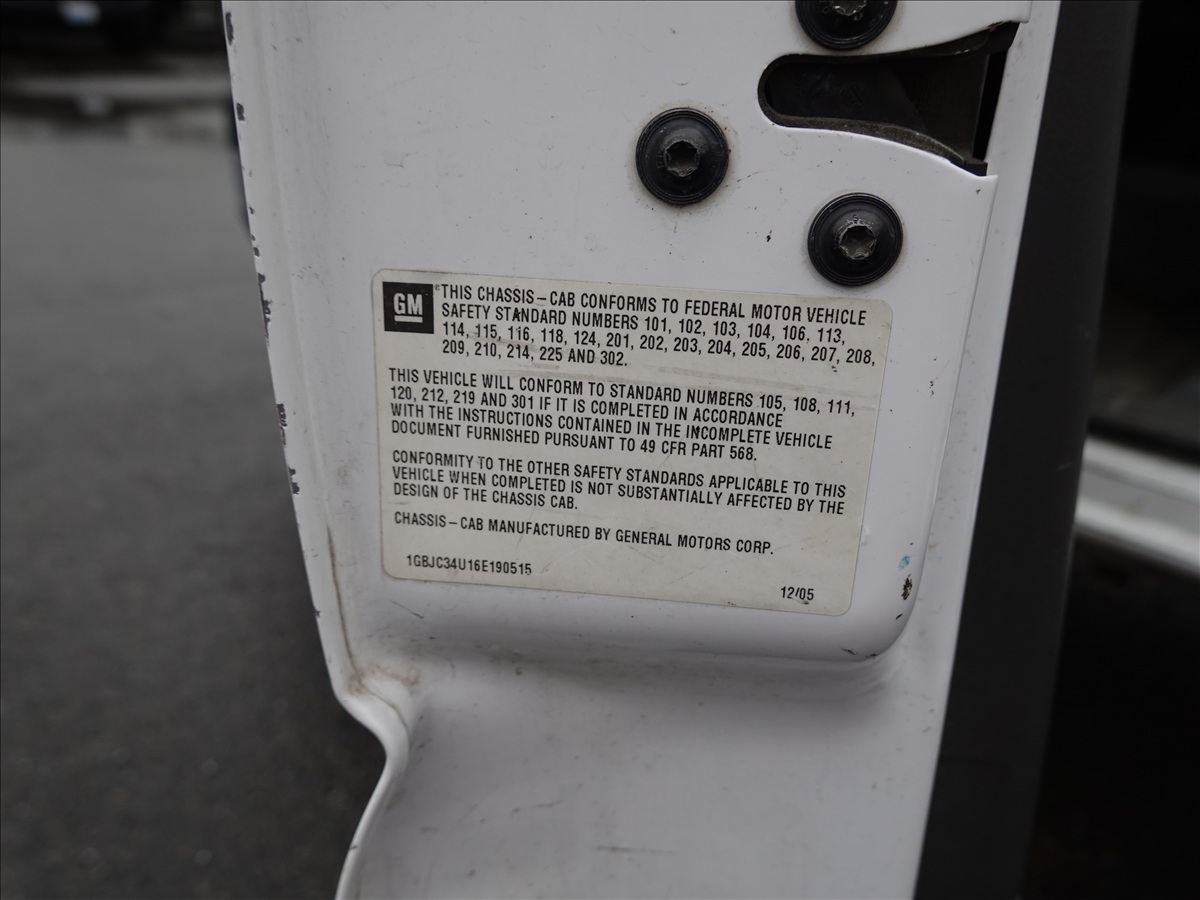 GM
THIS CHASSIS – CAB CONFORMS TO FEDERAL MOTOR VEHICLE
SAFETY STANDARD NUMBERS 101, 102, 103, 104, 106, 113,
114, 115, 116, 118, 124, 201, 202, 203, 204, 205, 206, 207, 208,
209, 210, 214, 225 AND 302.
THIS VEHICLE WILL CONFORM TO STANDARD NUMBERS 105, 108, 111,
120, 212, 219 AND 301 IF IT IS COMPLETED IN ACCORDANCE
WITH THE INSTRUCTIONS CONTAINED IN THE INCOMPLETE VEHICLE
DOCUMENT FURNISHED PURSUANT TO 49 CFR PART 568.
CONFORMITY TO THE OTHER SAFETY STANDARDS APPLICABLE TO THIS
VEHICLE WHEN COMPLETED IS NOT SUBSTANTIALLY AFFECTED BY THE
DESIGN OF THE CHASSIS CAB.
CHASSIS – CAB MANUFACTURED BY GENERAL MOTORS CORP.
1GBJC34U16E190515
12/05